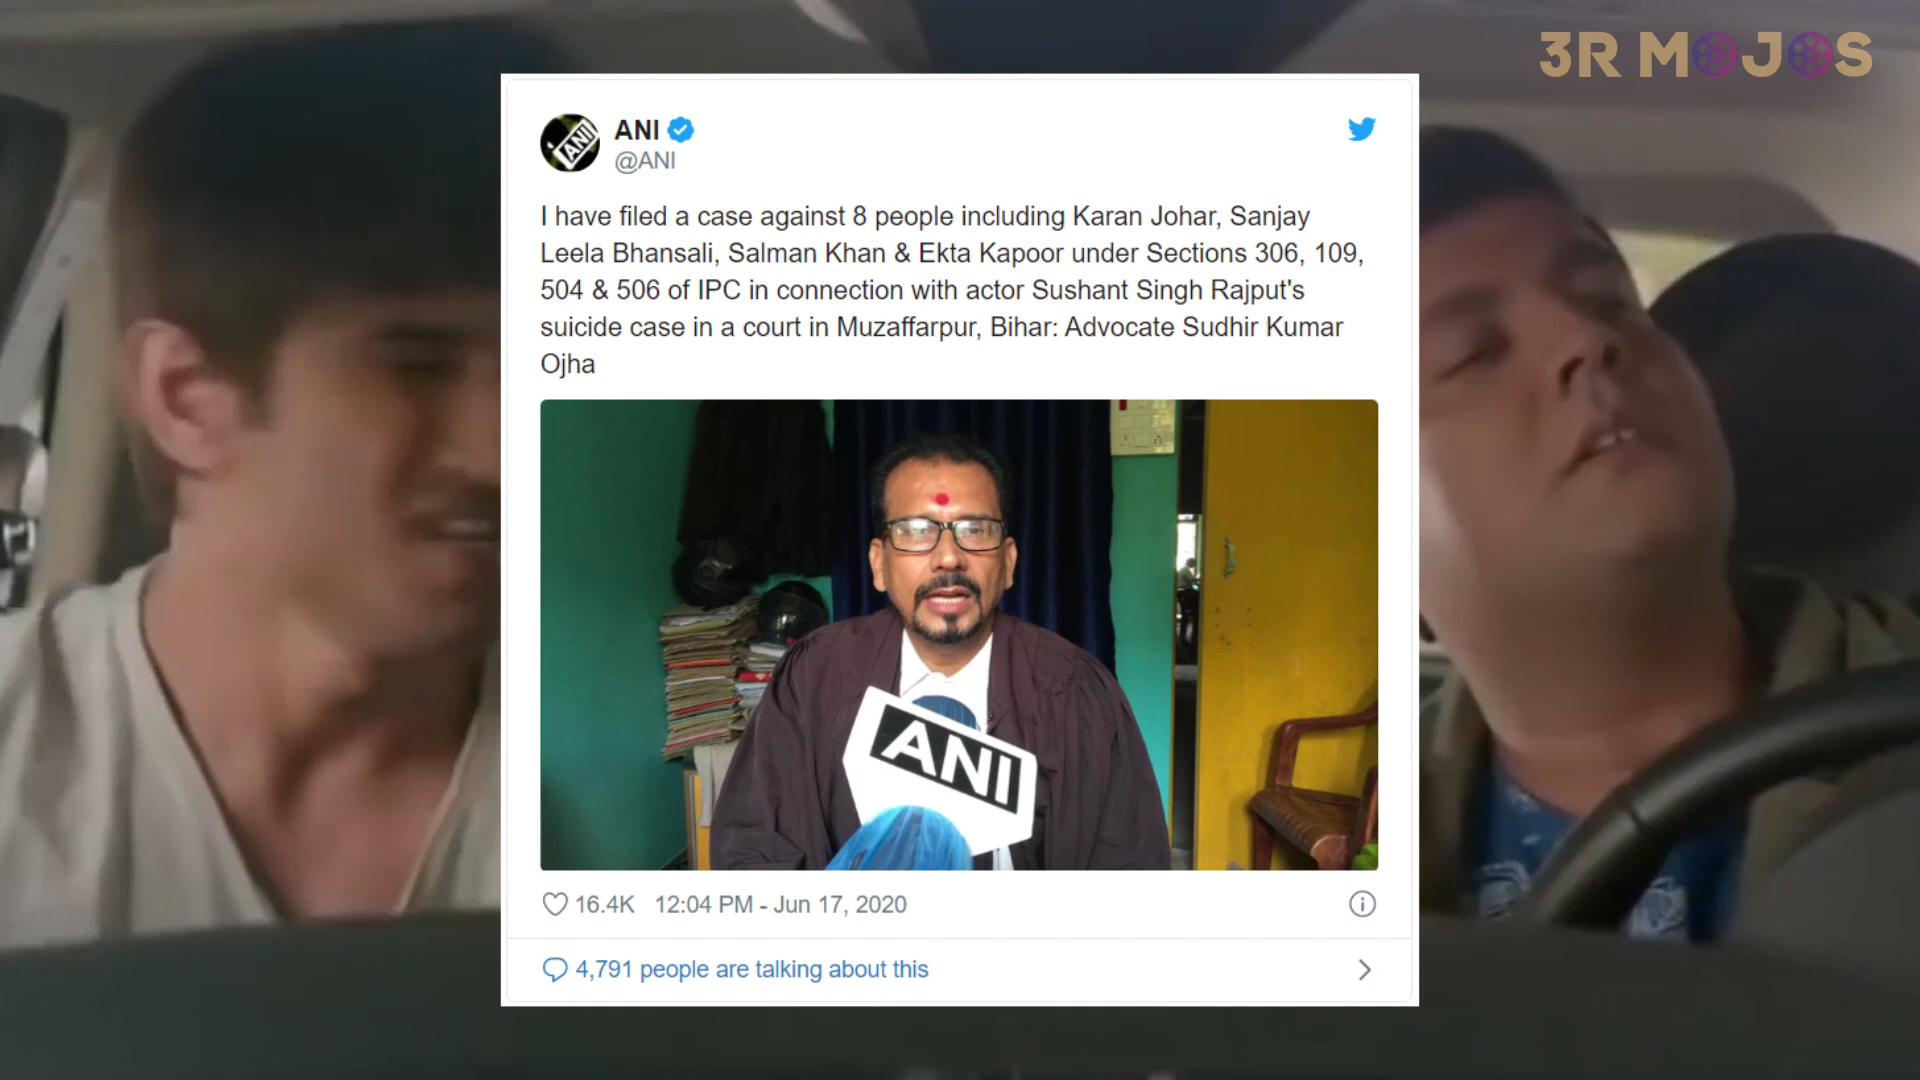 3R MOJOS
ANI
@ANI
ANI
I have filed a case against 8 people including Karan Johar, Sanjay
Leela Bhansali, Salman Khan & Ekta Kapoor under Sections 306, 109,
504 & 506 of IPC in connection with actor Sushant Singh Rajput's
suicide case in a court in Muzaffarpur, Bihar: Advocate Sudhir Kumar
Ojha
ANI
16.4K 12:04 PM - Jun 17, 2020
4,791 people are talking about this